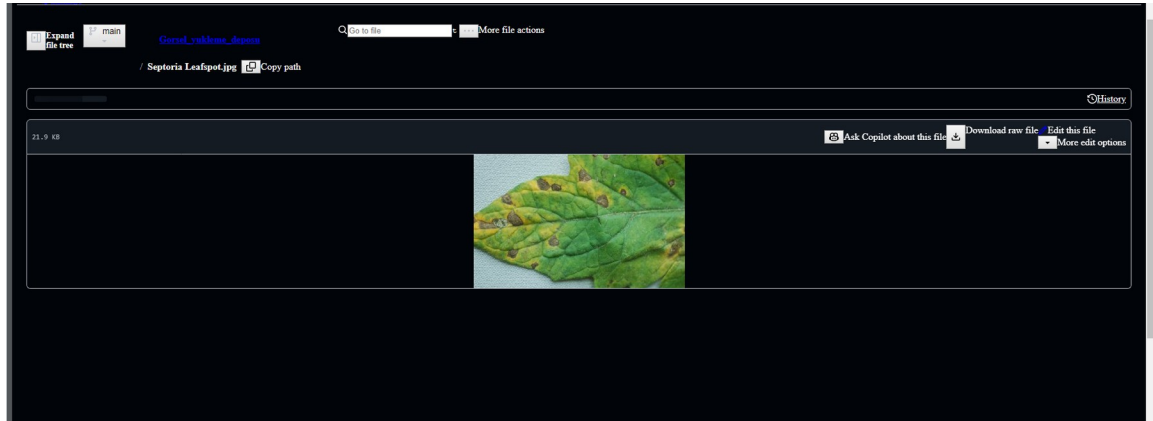 Expand
file tree
main
Gorsel_yukleme_deposu
Go to file
t
More file actions
/ Septoria Leafspot.jpg Copy path
History
21.9 KB
Ask Copilot about this file
Download raw file
Edit this file
More edit options